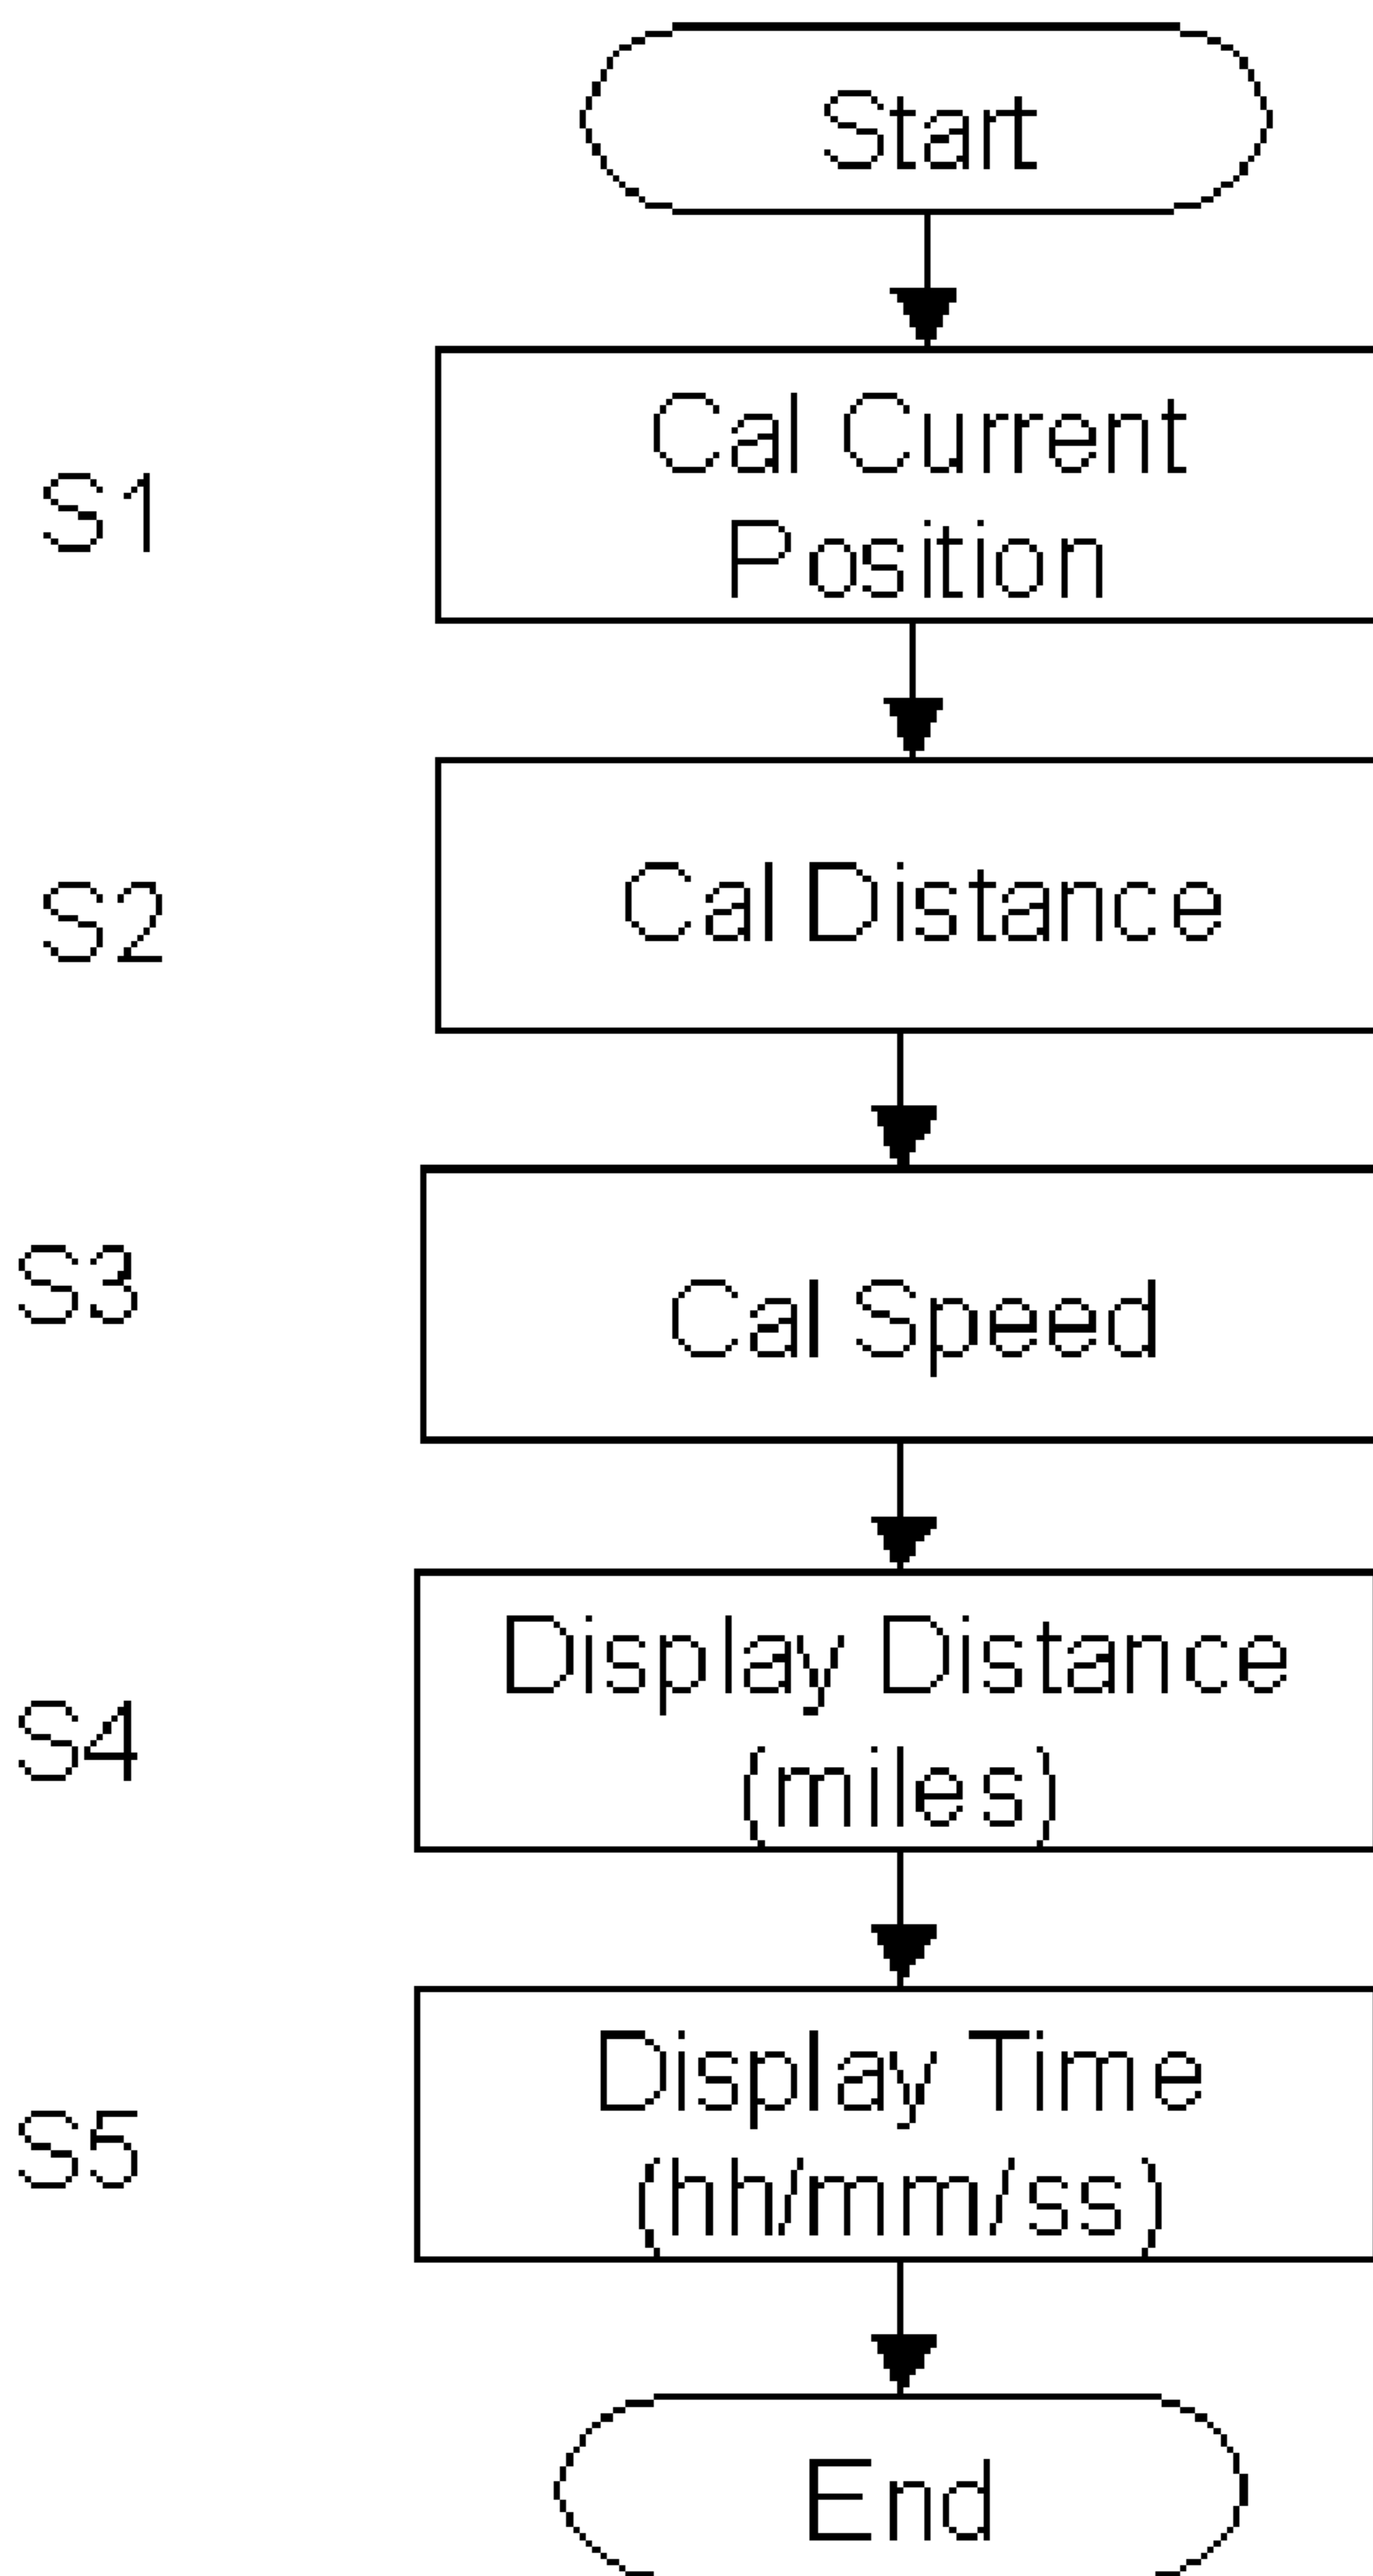 Start
S1
Cal Current
Position
S2
Cal Distance
S3
Cal Speed
S4
Display Distance
(miles)
S5
Display Time
(hh/mm/ss)
End